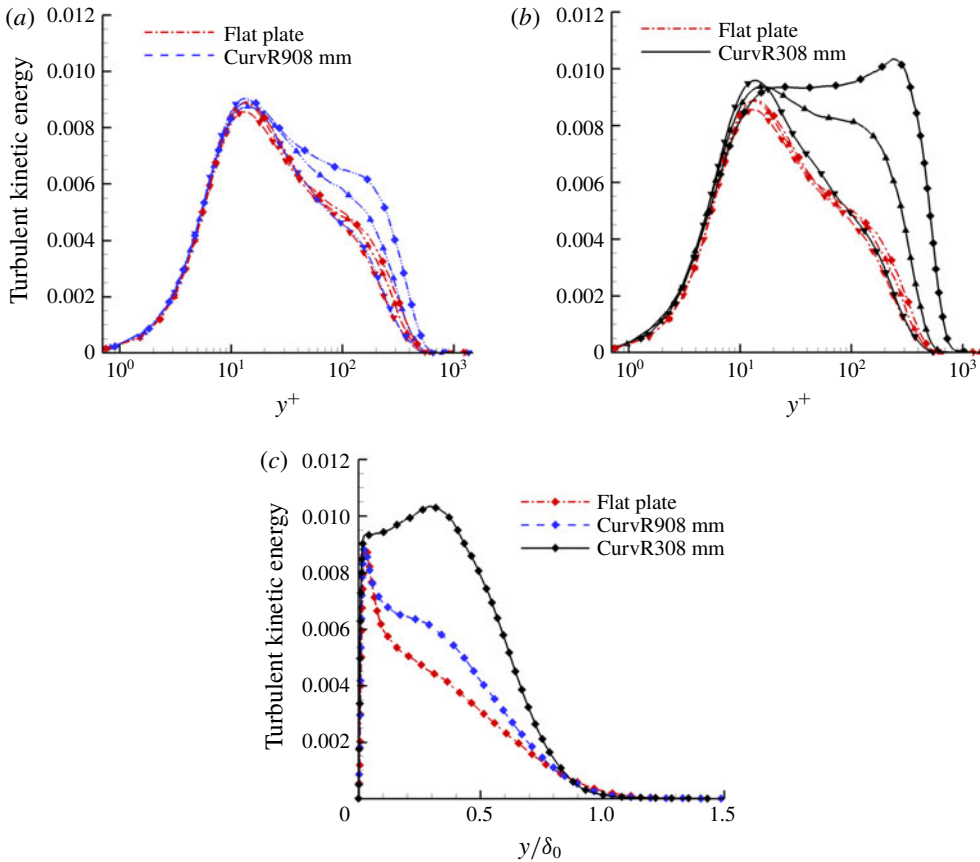 (a)
0.012
0.010
0.008
0.006
0.004
0.002
0
Turbulent kinetic energy
Flat plate
CurvR908 mm
10⁰
10¹
10²
10³
y⁺
(b)
0.012
0.010
0.008
0.006
0.004
0.002
0
Flat plate
CurvR308 mm
10⁰
10¹
10²
10³
y⁺
(c)
0.012
0.010
0.008
0.006
0.004
0.002
Turbulent kinetic energy
Flat plate
CurvR908 mm
CurvR308 mm
0
0.5
1.0
1.5
y/δ₀